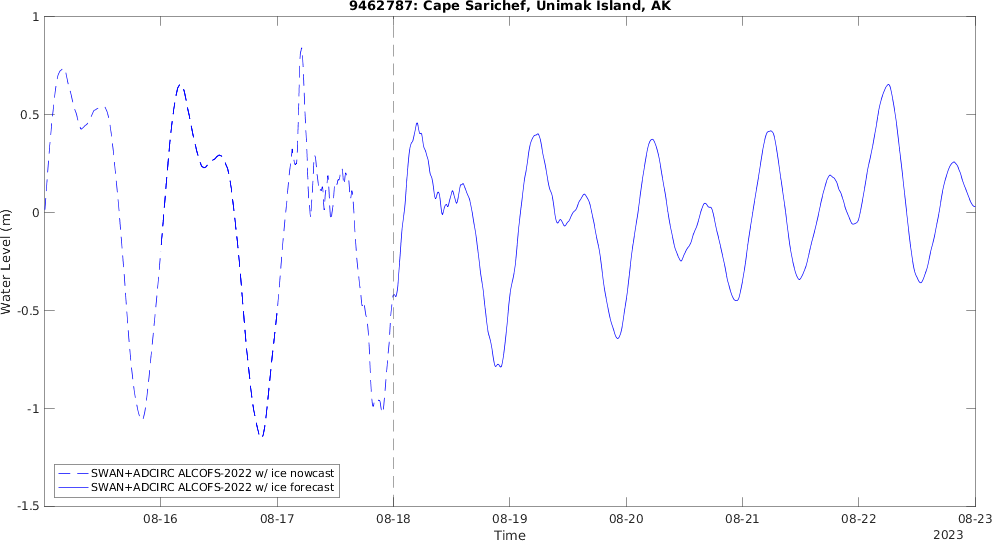 9462787: Cape Sarichef, Unimak Island, AK
1
0.5
0
-0.5
-1
-1.5
Water Level (m)
SWAN+ADCIRC ALCOFS-2022 w/ ice nowcast
SWAN+ADCIRC ALCOFS-2022 w/ ice forecast
08-16 08-17 08-18 08-19 08-20 08-21 08-22 08-23
Time
2023